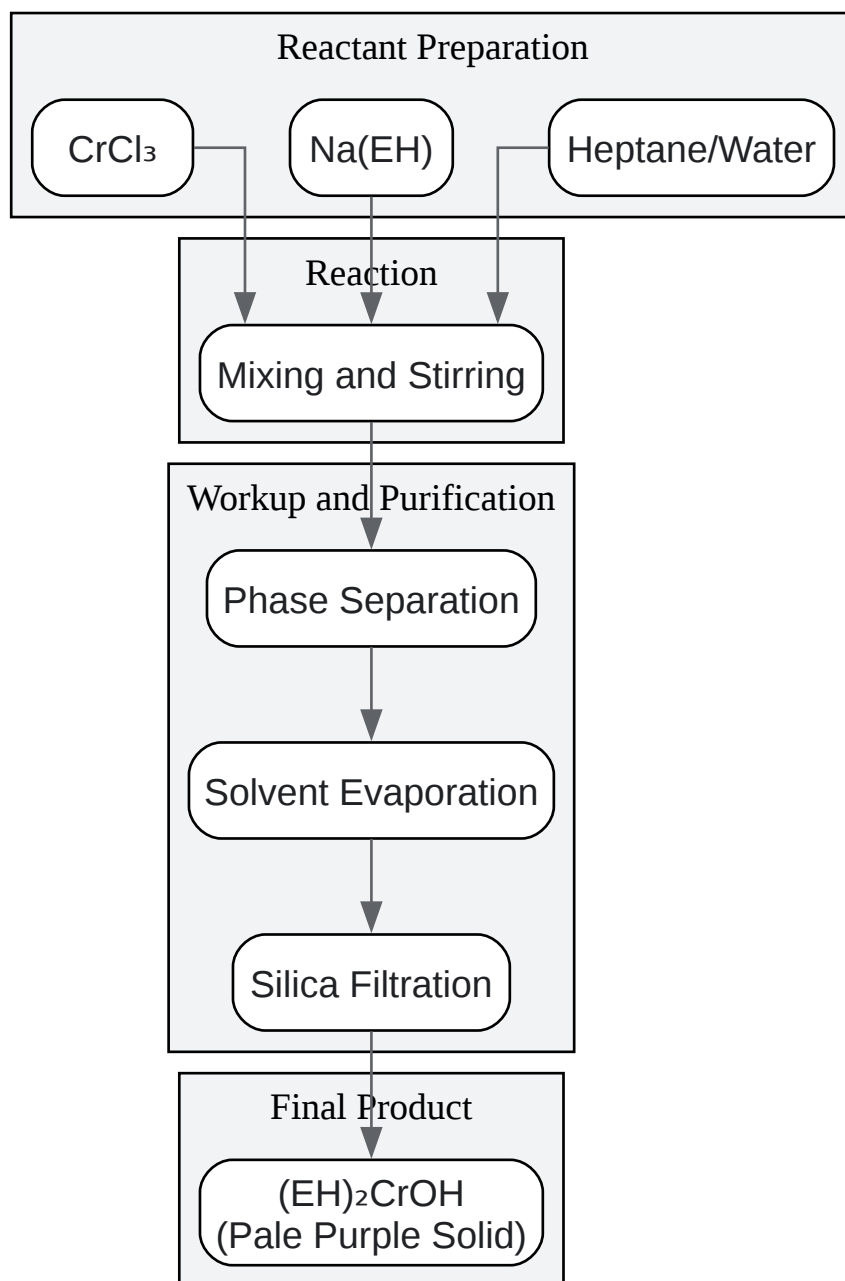 Reactant Preparation
CrCl₃
Na(EH)
Heptane/Water
Reaction
Mixing and Stirring
Workup and Purification
Phase Separation
Solvent Evaporation
Silica Filtration
Final Product
(EH)₂CrOH
(Pale Purple Solid)